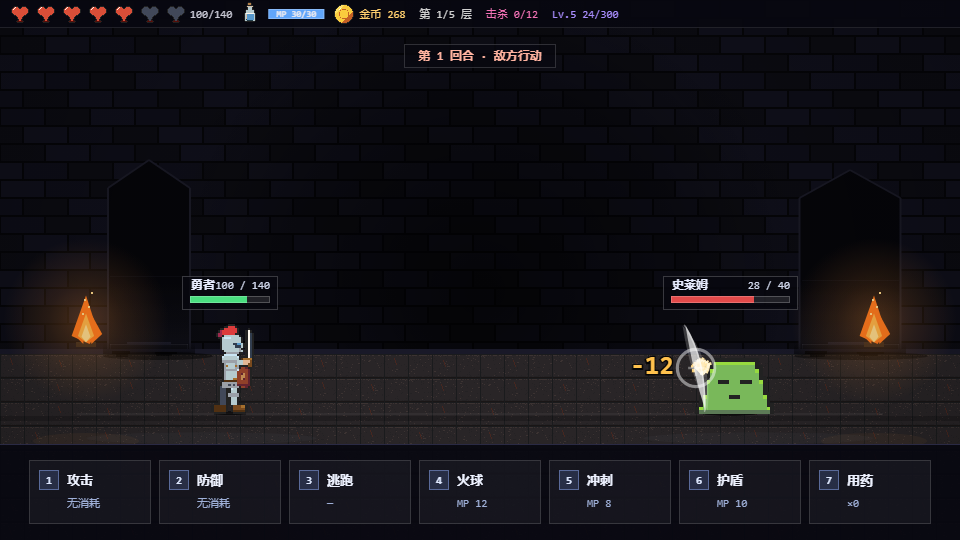 100/140 MP 30/30 金币 268 第 1/5 层 击杀 0/12 Lv.5 24/300
第 1 回合 · 敌方行动
勇者100 / 140
史莱姆 28 / 40
-12
1 攻击
无消耗
2 防御
无消耗
3 逃跑
—
4 火球
MP 12
5 冲刺
MP 8
6 护盾
MP 10
7 用药
×0